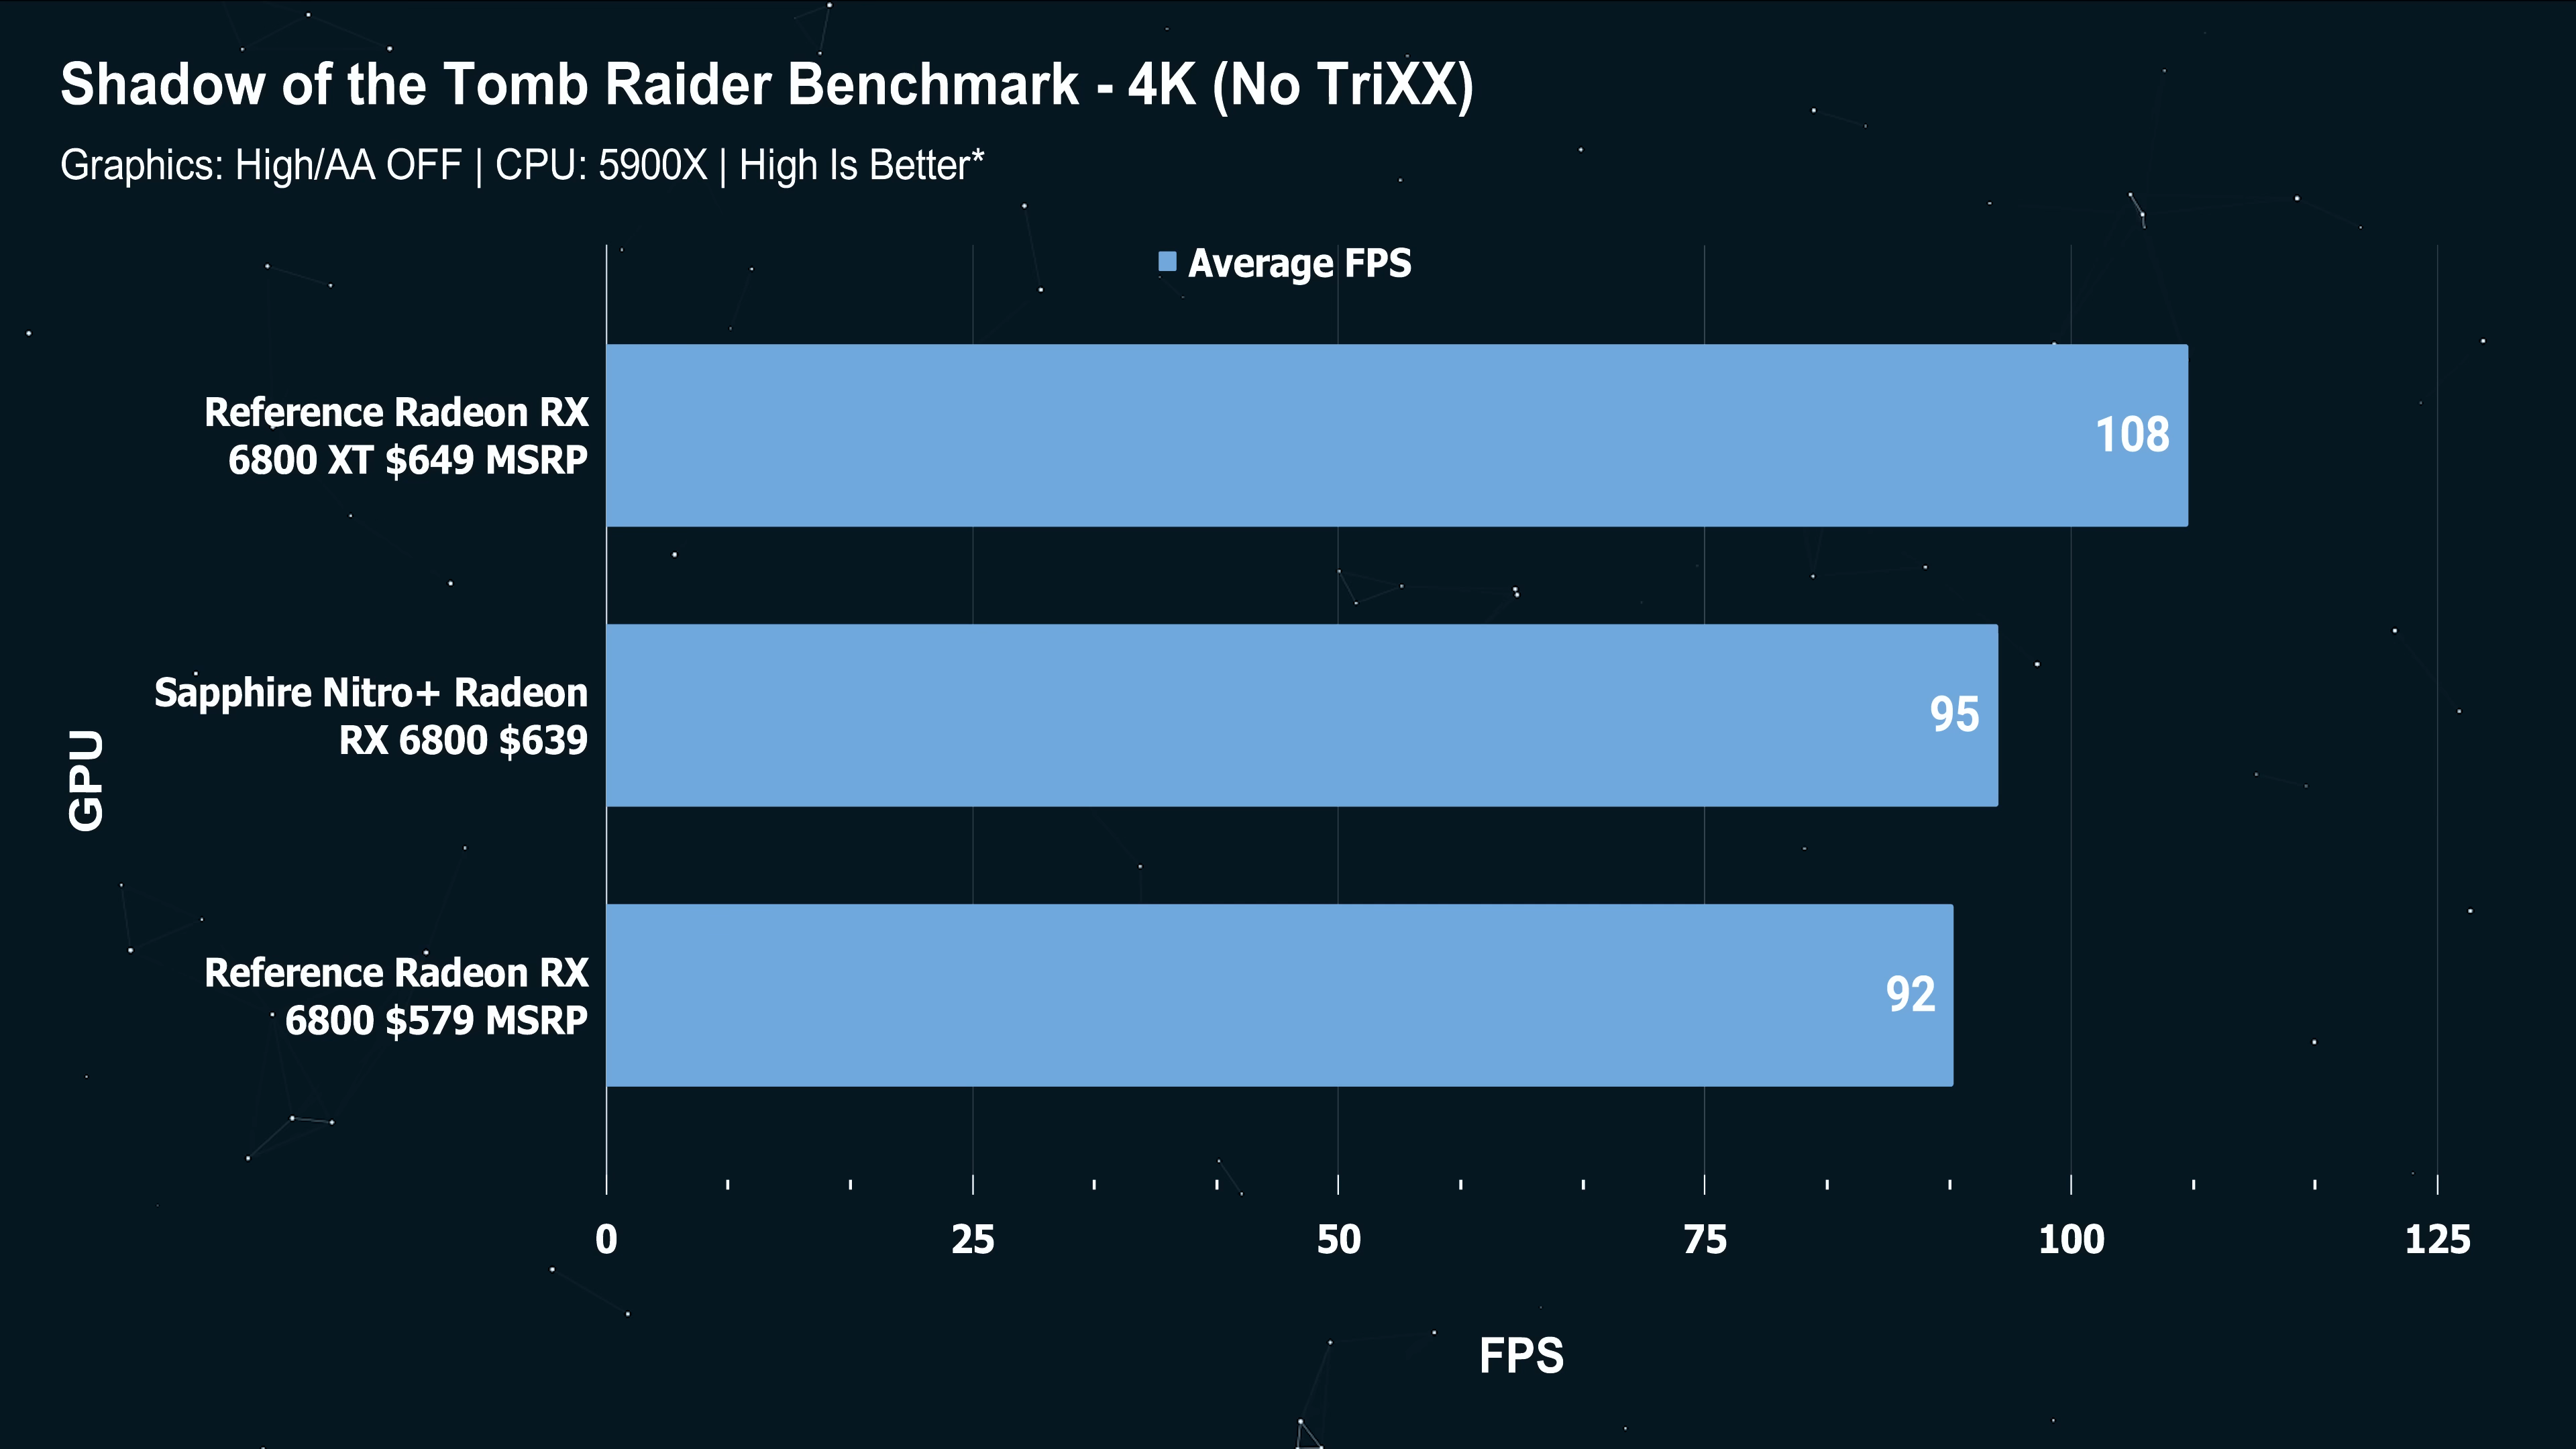 Shadow of the Tomb Raider Benchmark - 4K (No TriXX)
Graphics: High/AA OFF | CPU: 5900X | High Is Better*
Average FPS
Reference Radeon RX
6800 XT $649 MSRP
108
Sapphire Nitro+ Radeon
RX 6800 $639
95
Reference Radeon RX
6800 $579 MSRP
92
GPU
0 25 50 75 100 125
FPS